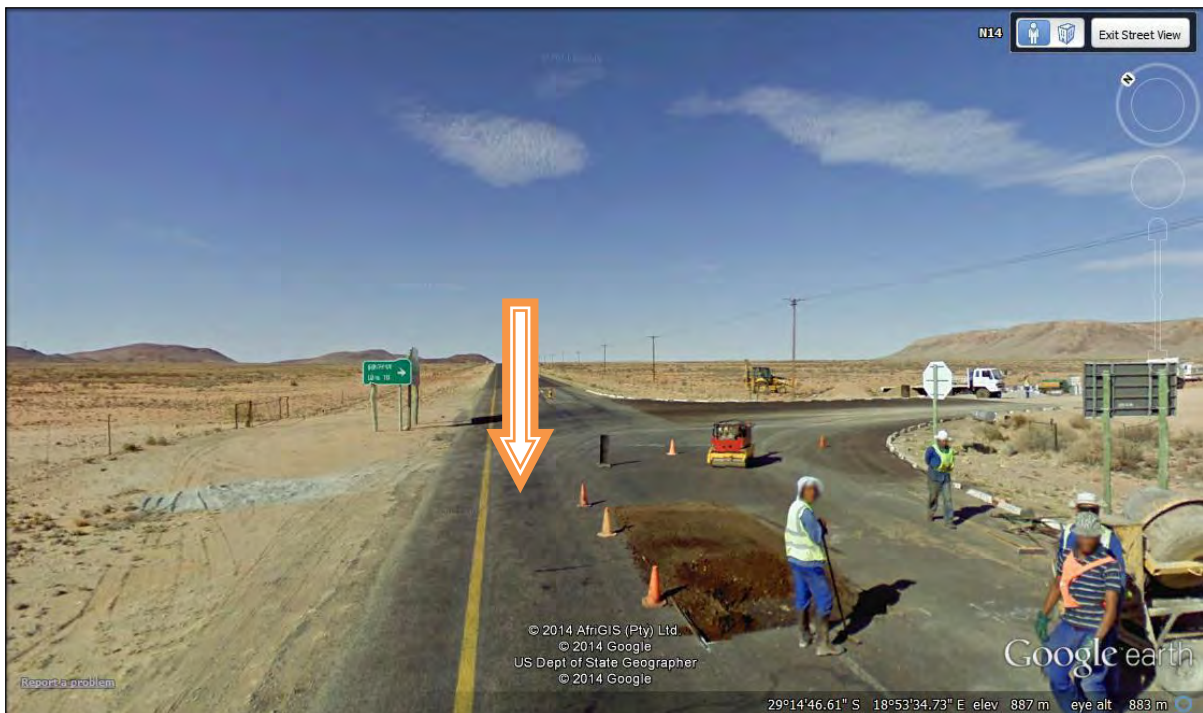 N14
Exit Street View
N
© 2014 AfriGIS (Pty) Ltd.
© 2014 Google
US Dept of State Geographer
© 2014 Google
Google earth
Report a problem
29°14'46.61" S 18°53'34.73" E elev 887 m eye alt 883 m